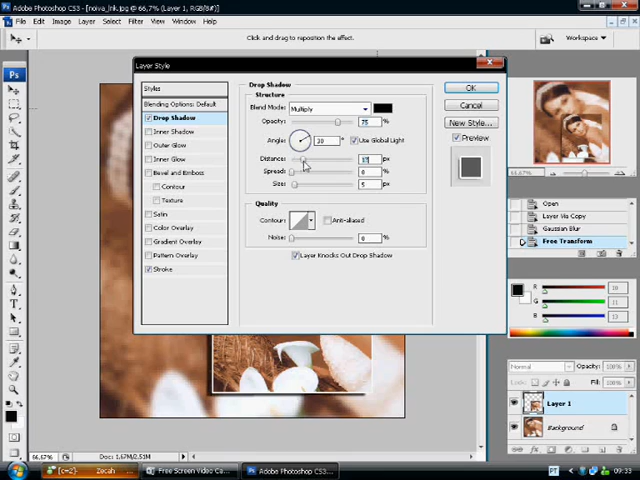 Adobe Photoshop CS3 - [noiva_lnk.jpg @ 66,7% (Layer 1, RGB/8#)]
File Edit Image Layer Select Filter View Window Help
Click and drag to reposition the effect.
Workspace
Layer Style
Styles
Blending Options: Default
Drop Shadow
Inner Shadow
Outer Glow
Inner Glow
Bevel and Emboss
Contour
Texture
Satin
Color Overlay
Gradient Overlay
Pattern Overlay
Stroke
Drop Shadow
Structure
Blend Mode: Multiply
Opacity: 75 %
Angle: 30 °
Use Global Light
Distance: px
Spread: 0 %
Size: 5 px
Quality
Contour:
Anti-aliased
Noise: 0 %
Layer Knocks Out Drop Shadow
OK
Cancel
New Style...
Preview
Open
Layer Via Copy
Gaussian Blur
Free Transform
R
G
B
Normal Opacity: 100%
Lock: Fill: 100%
Layer 1
Background
66,67% Doc: 1,67M/2,51M
[c=2] Zecah
Free Screen Video Ca...
Adobe Photoshop CS3...
PT
09:33